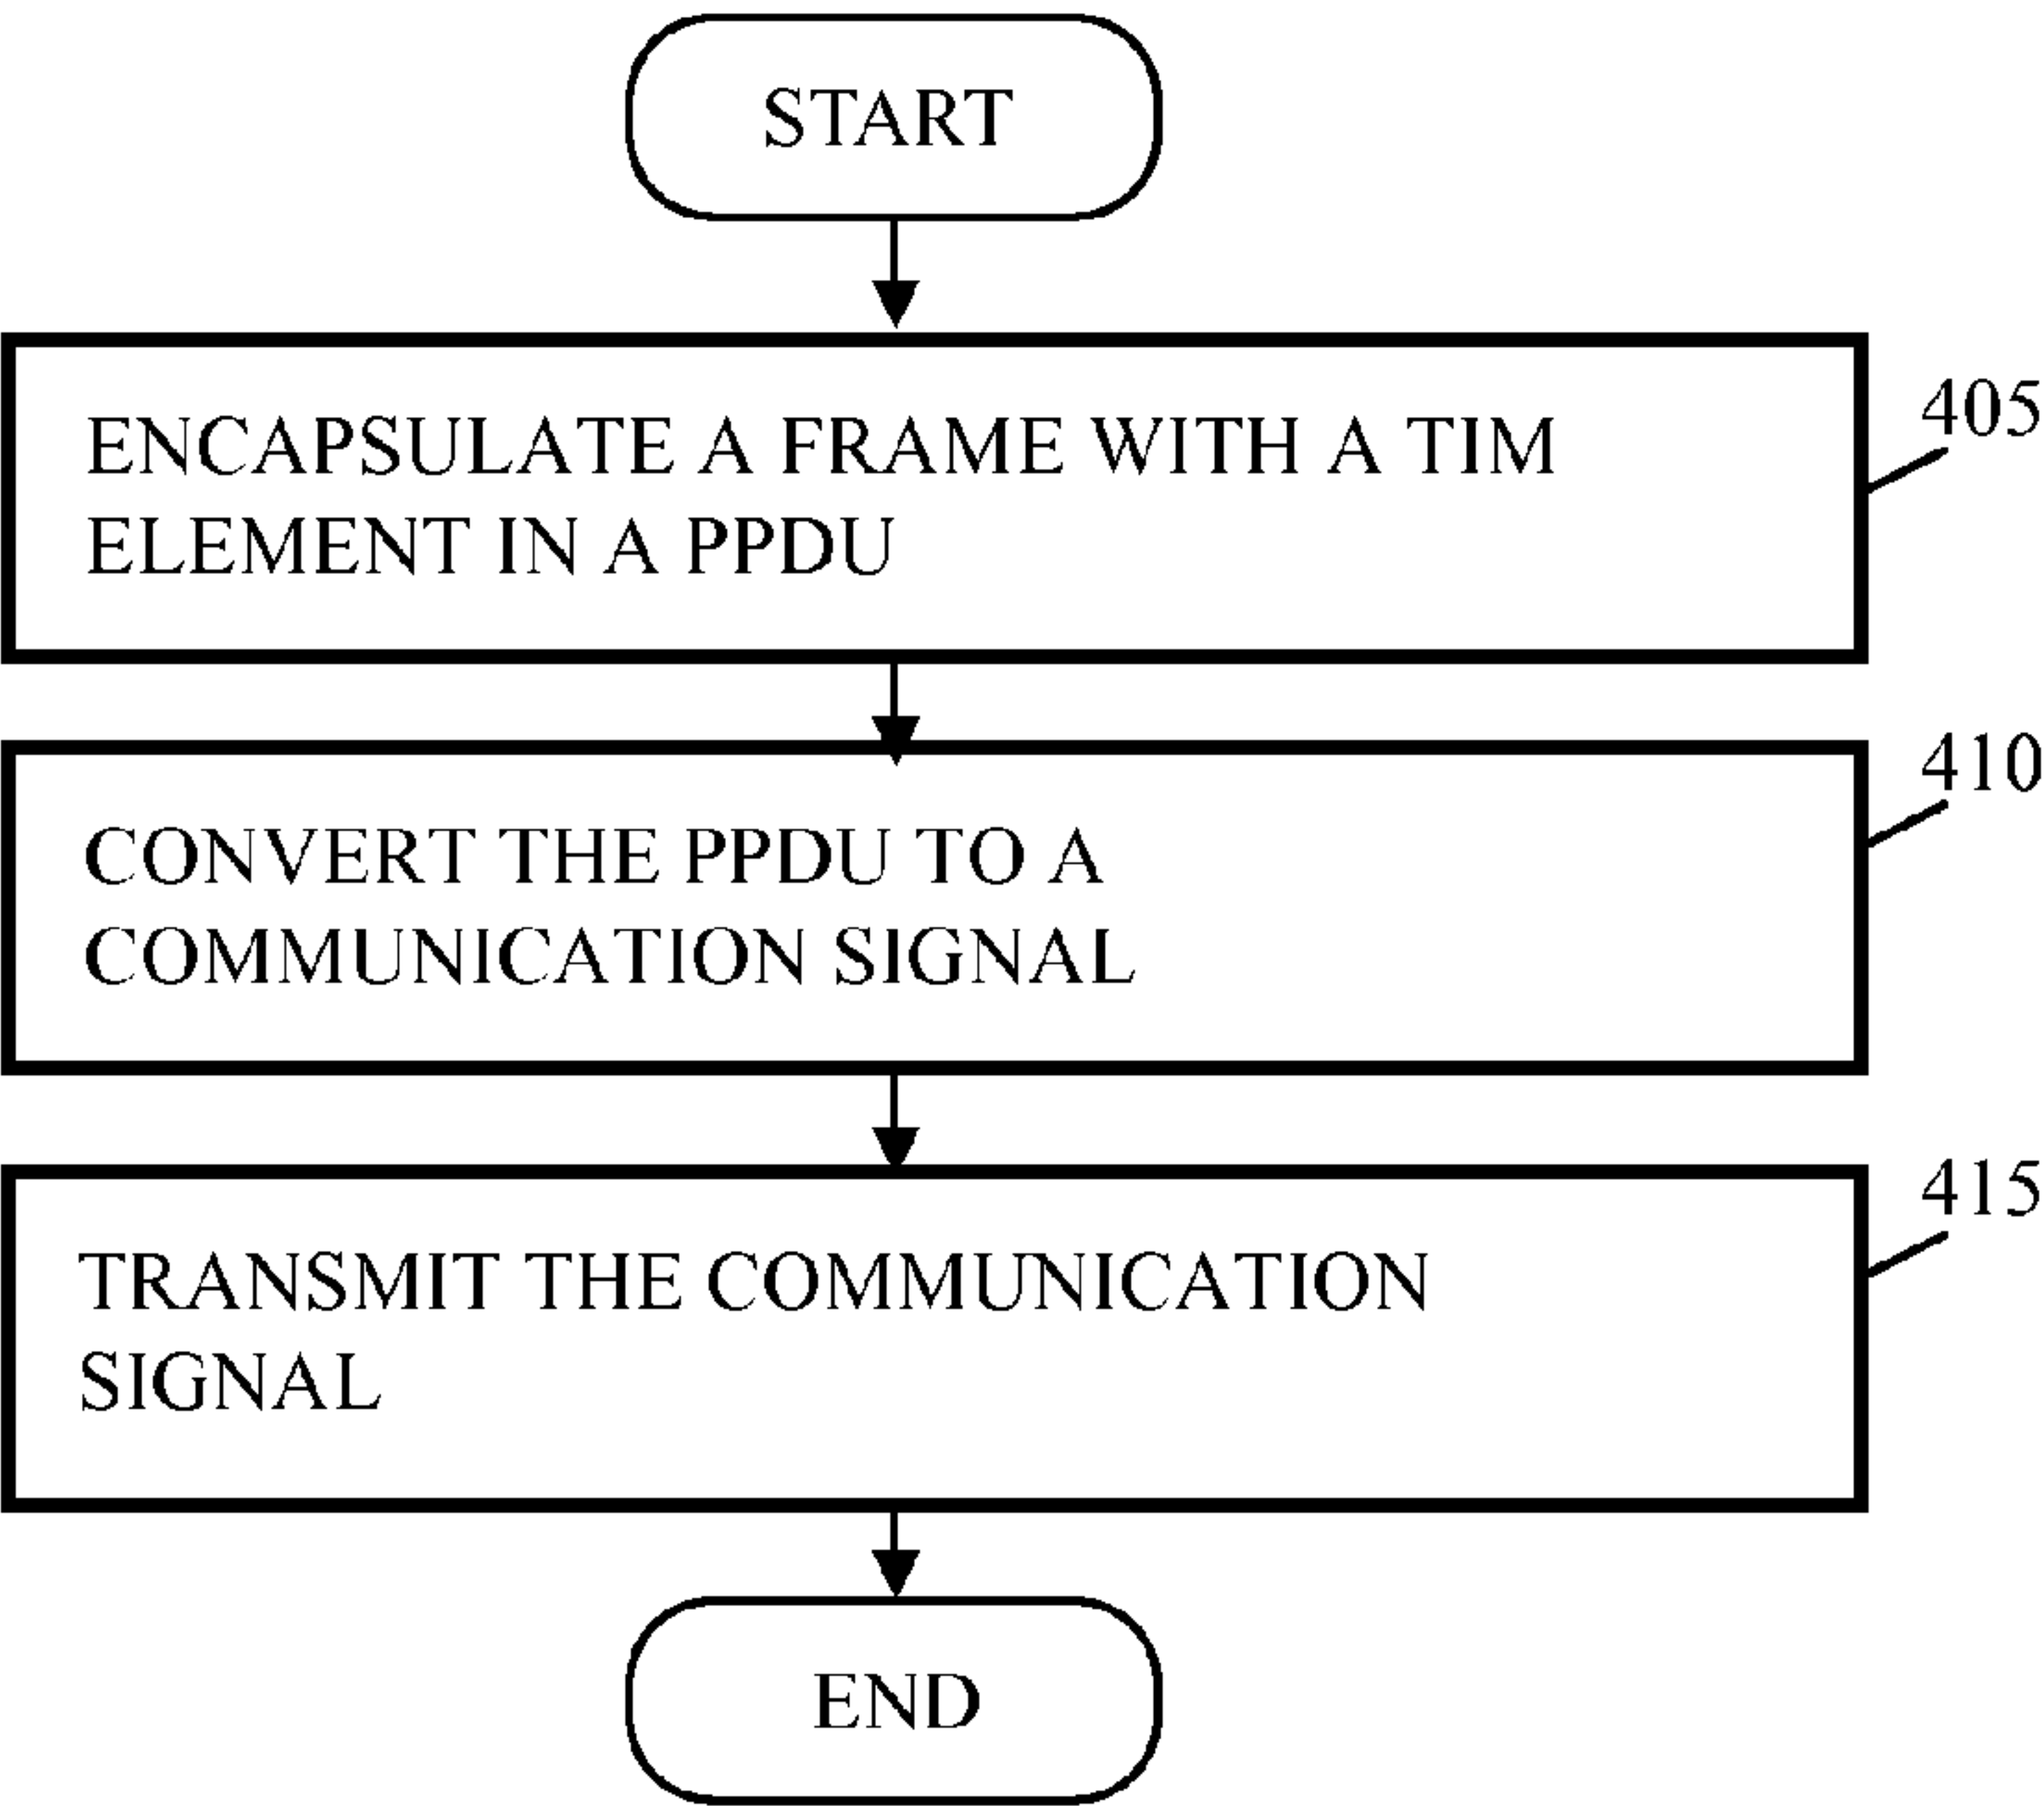 START
ENCAPSULATE A FRAME WITH A TIM
ELEMENT IN A PPDU
405
CONVERT THE PPDU TO A
COMMUNICATION SIGNAL
410
TRANSMIT THE COMMUNICATION
SIGNAL
415
END